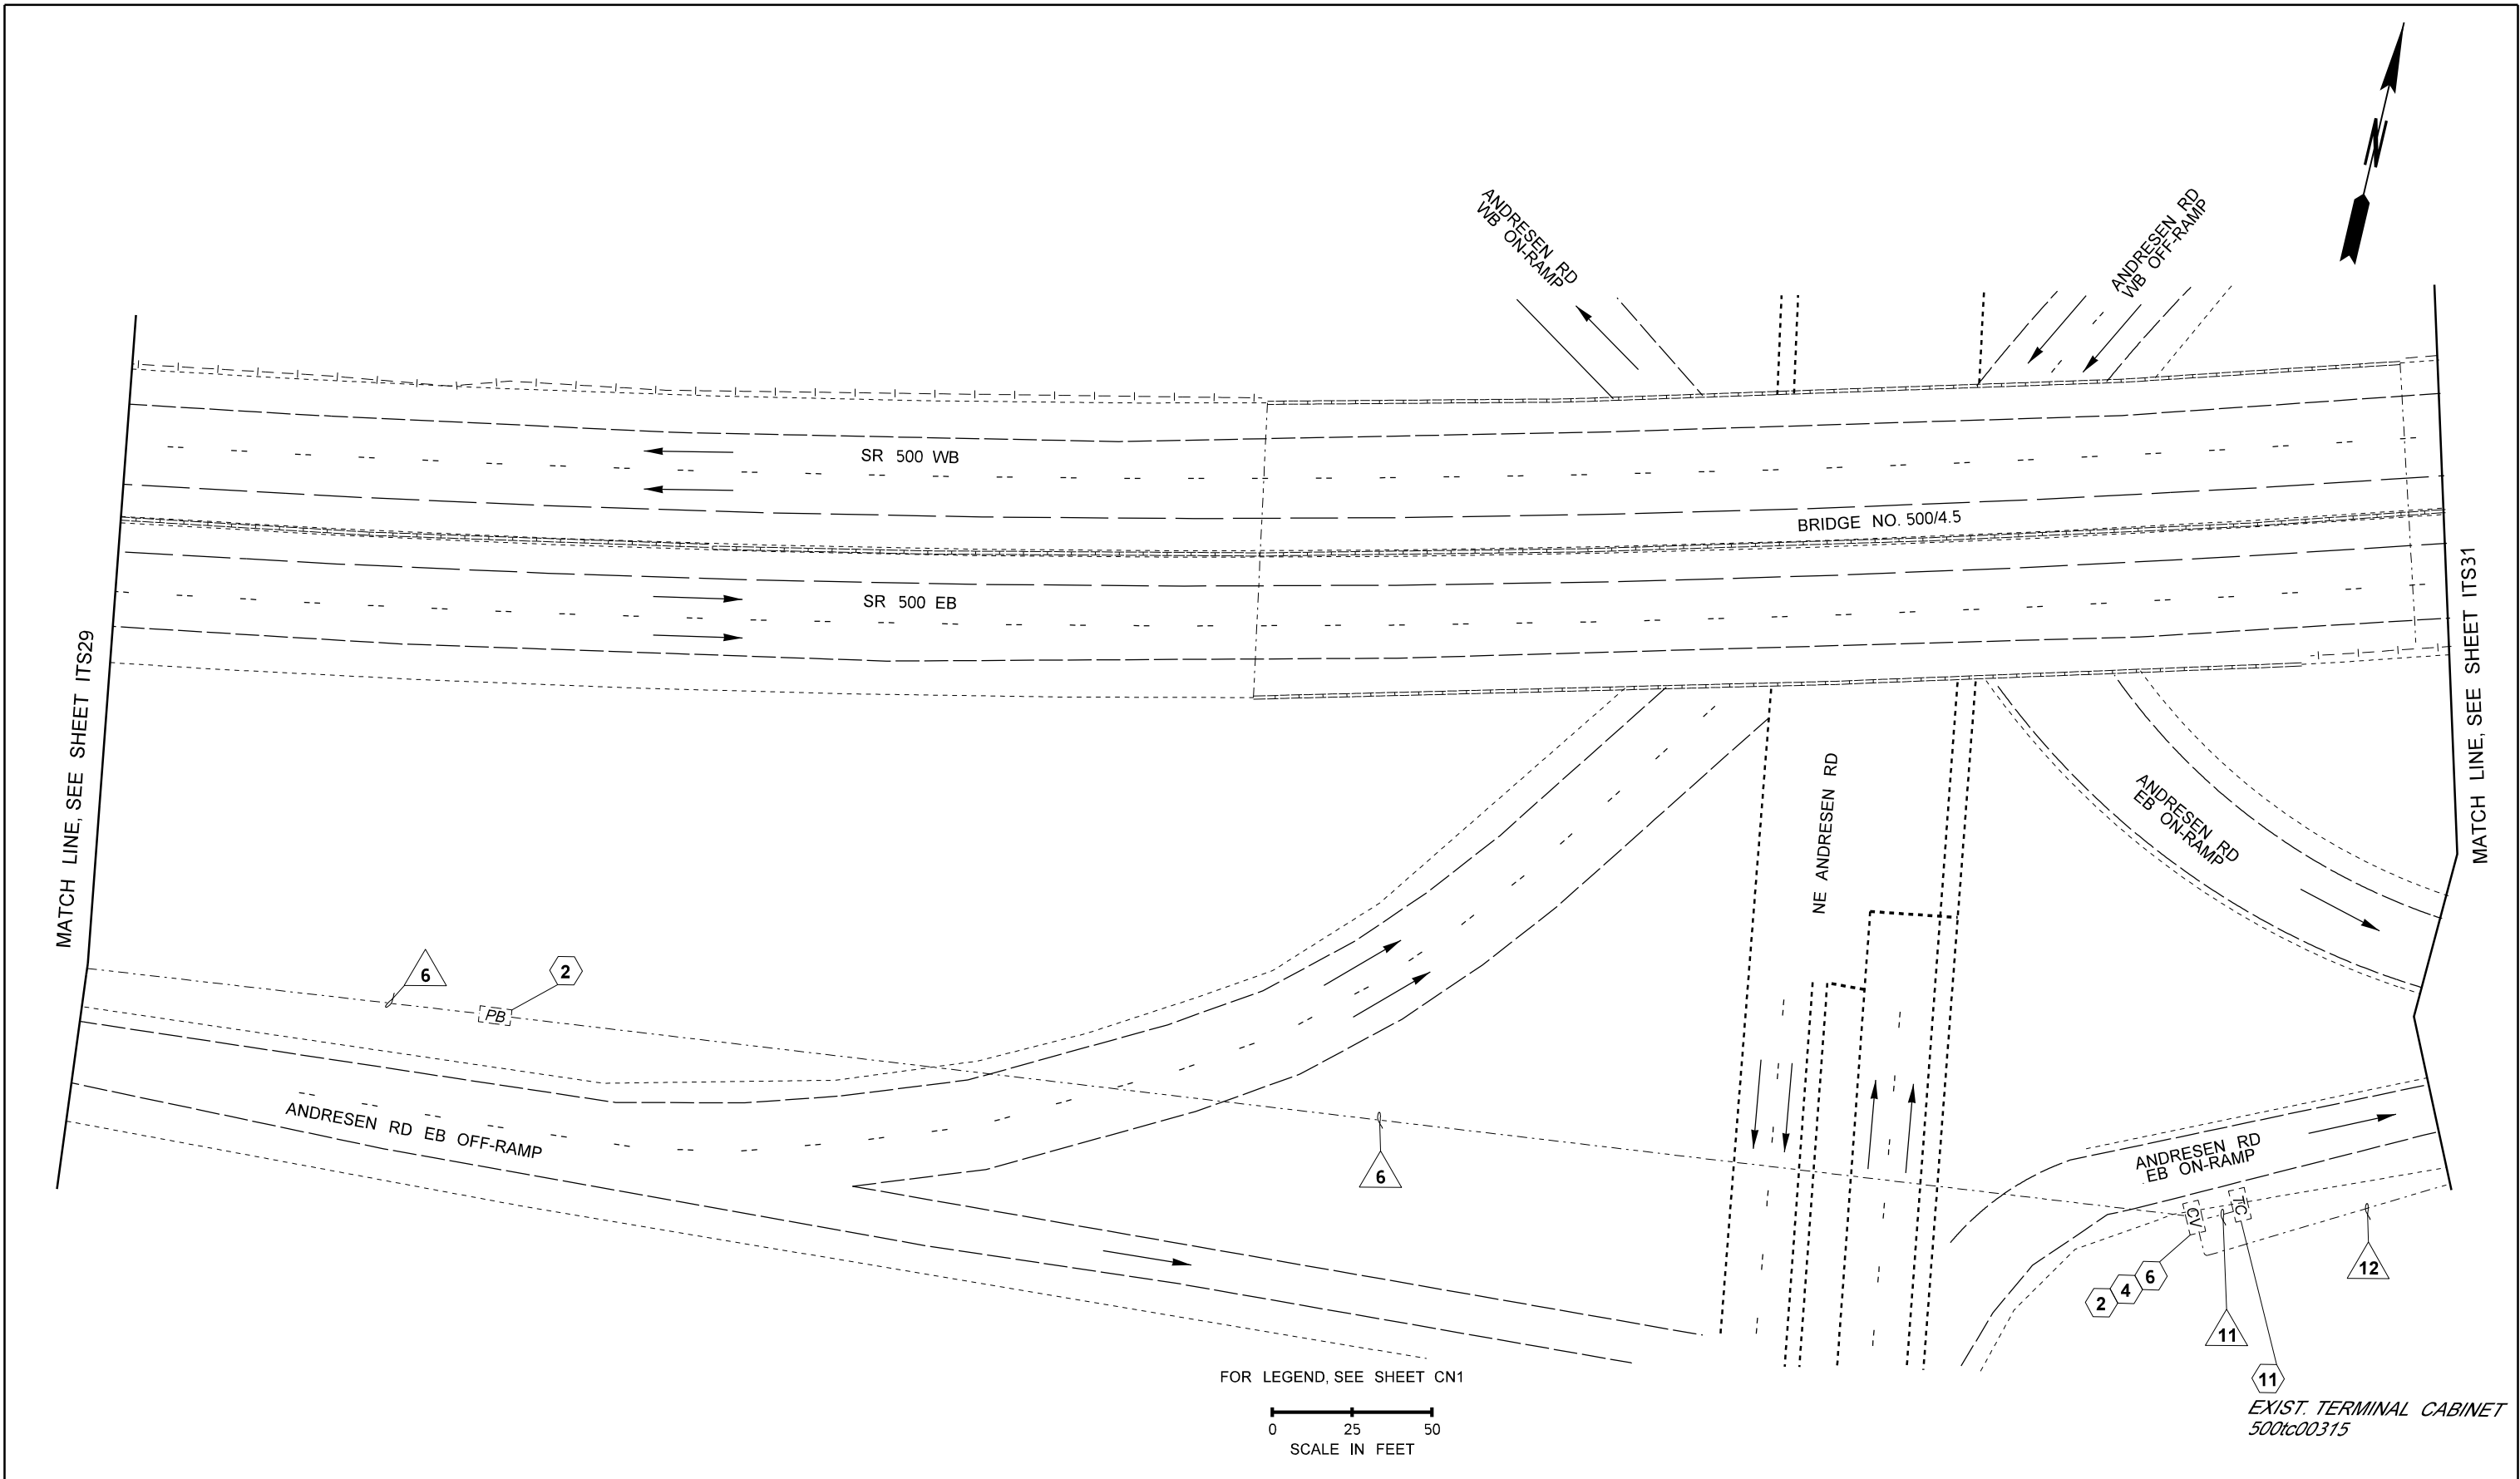 N
ANDRESEN RD
WB ON-RAMP
ANDRESEN RD
WB OFF-RAMP
SR 500 WB
BRIDGE NO. 500/4.5
SR 500 EB
MATCH LINE, SEE SHEET ITS29
MATCH LINE, SEE SHEET ITS31
NE ANDRESEN RD
ANDRESEN RD
EB ON-RAMP
6
2
PB
ANDRESEN RD EB OFF-RAMP
6
ANDRESEN RD
EB ON-RAMP
CV
TC
2
4
6
11
12
11
EXIST. TERMINAL CABINET
500tc00315
FOR LEGEND, SEE SHEET CN1
0 25 50
SCALE IN FEET